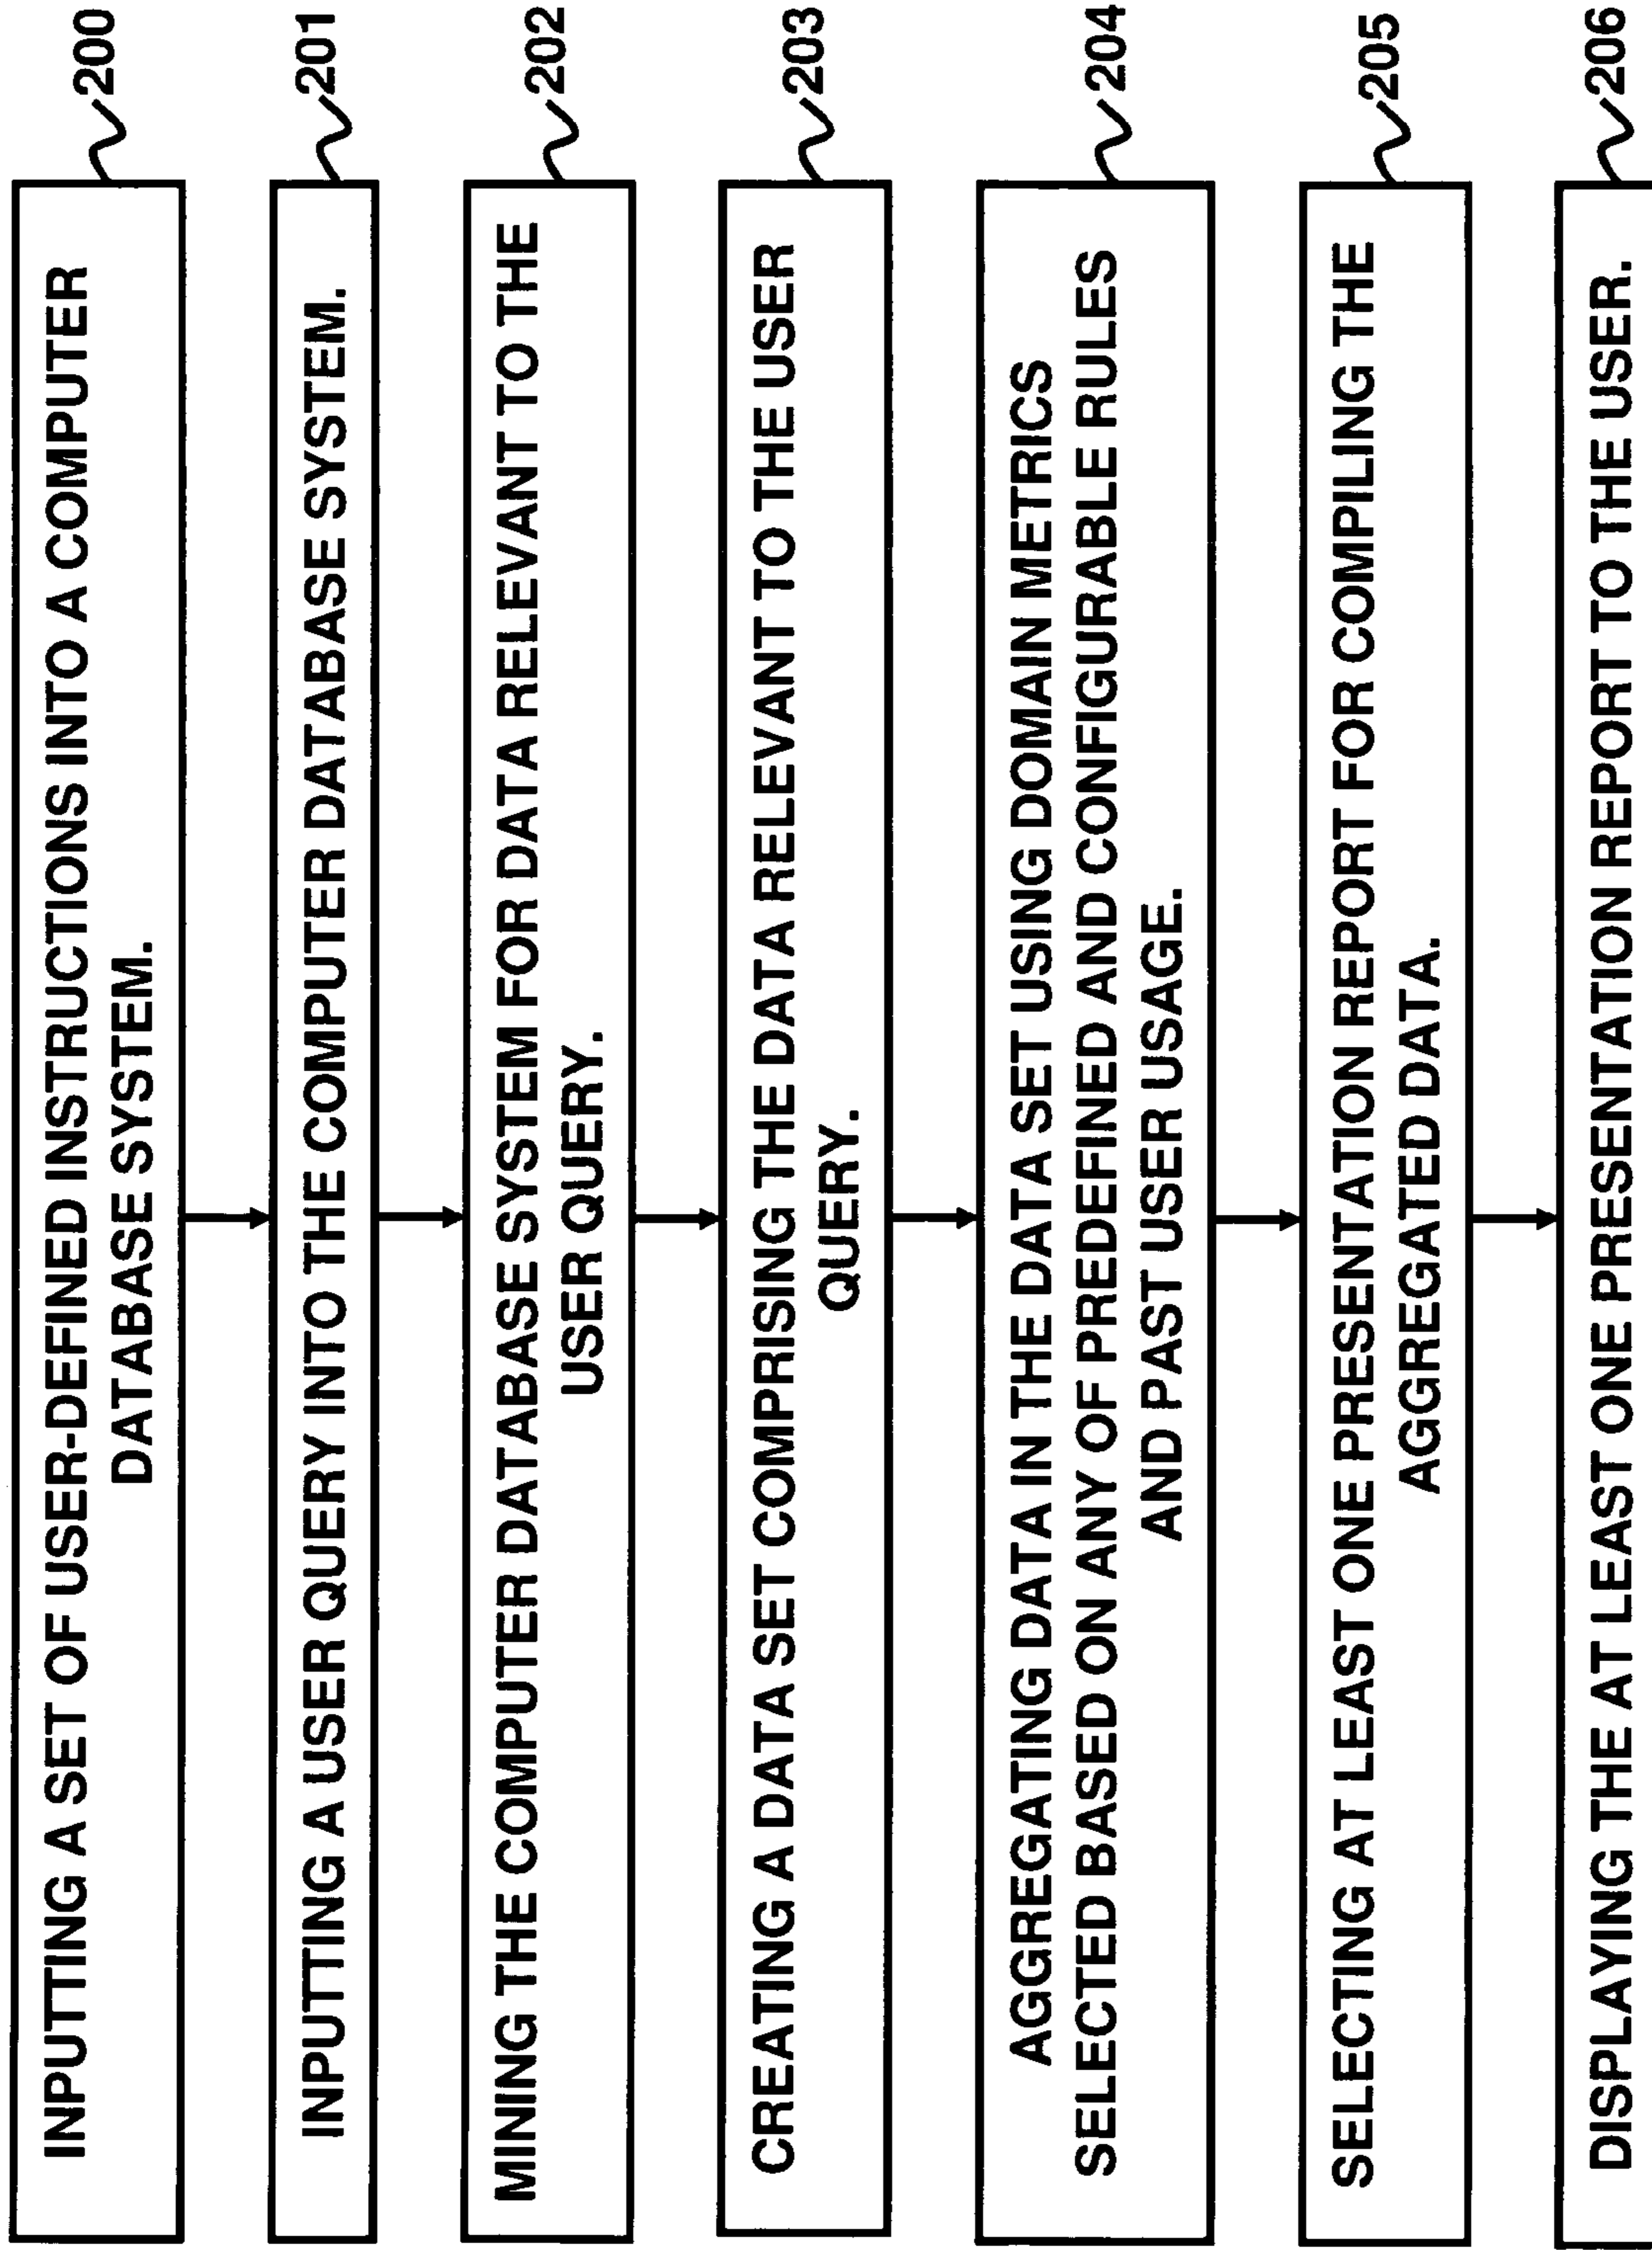 INPUTTING A SET OF USER-DEFINED INSTRUCTIONS INTO A COMPUTER
DATABASE SYSTEM.
200
INPUTTING A USER QUERY INTO THE COMPUTER DATABASE SYSTEM.
201
MINING THE COMPUTER DATABASE SYSTEM FOR DATA RELEVANT TO THE
USER QUERY.
202
CREATING A DATA SET COMPRISING THE DATA RELEVANT TO THE USER
QUERY.
203
AGGREGATING DATA IN THE DATA SET USING DOMAIN METRICS
SELECTED BASED ON ANY OF PREDEFINED AND CONFIGURABLE RULES
AND PAST USER USAGE.
204
SELECTING AT LEAST ONE PRESENTATION REPORT FOR COMPILING THE
AGGREGATED DATA.
205
DISPLAYING THE AT LEAST ONE PRESENTATION REPORT TO THE USER.
206